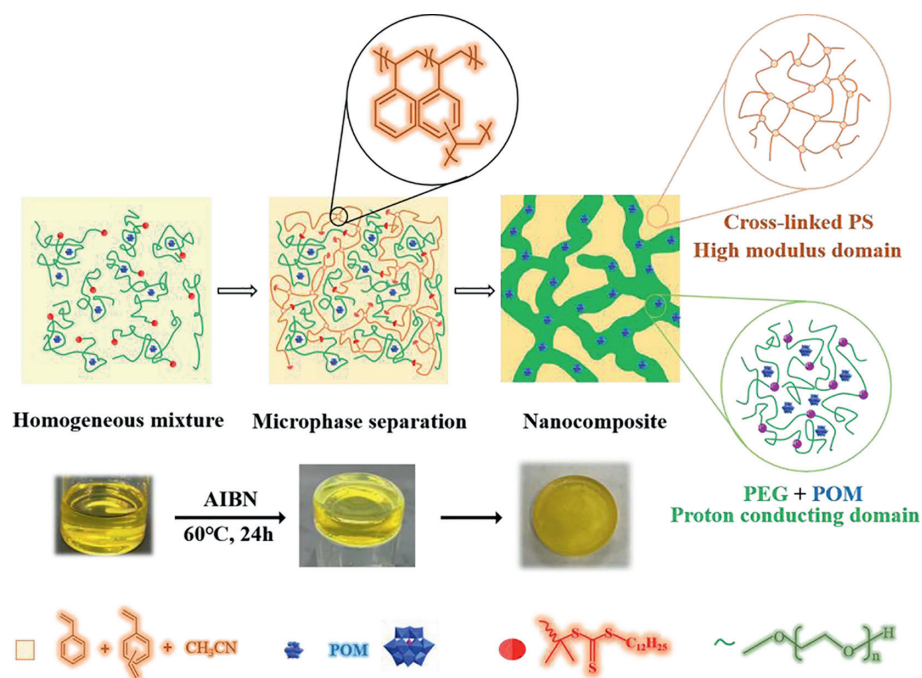 Cross-linked PS
High modulus domain
Homogeneous mixture
Microphase separation
Nanocomposite
AIBN
60°C, 24h
PEG + POM
Proton conducting domain
+
+
CH₃CN
POM
S
S
C₁₂H₂₅
S
O
O
H
n